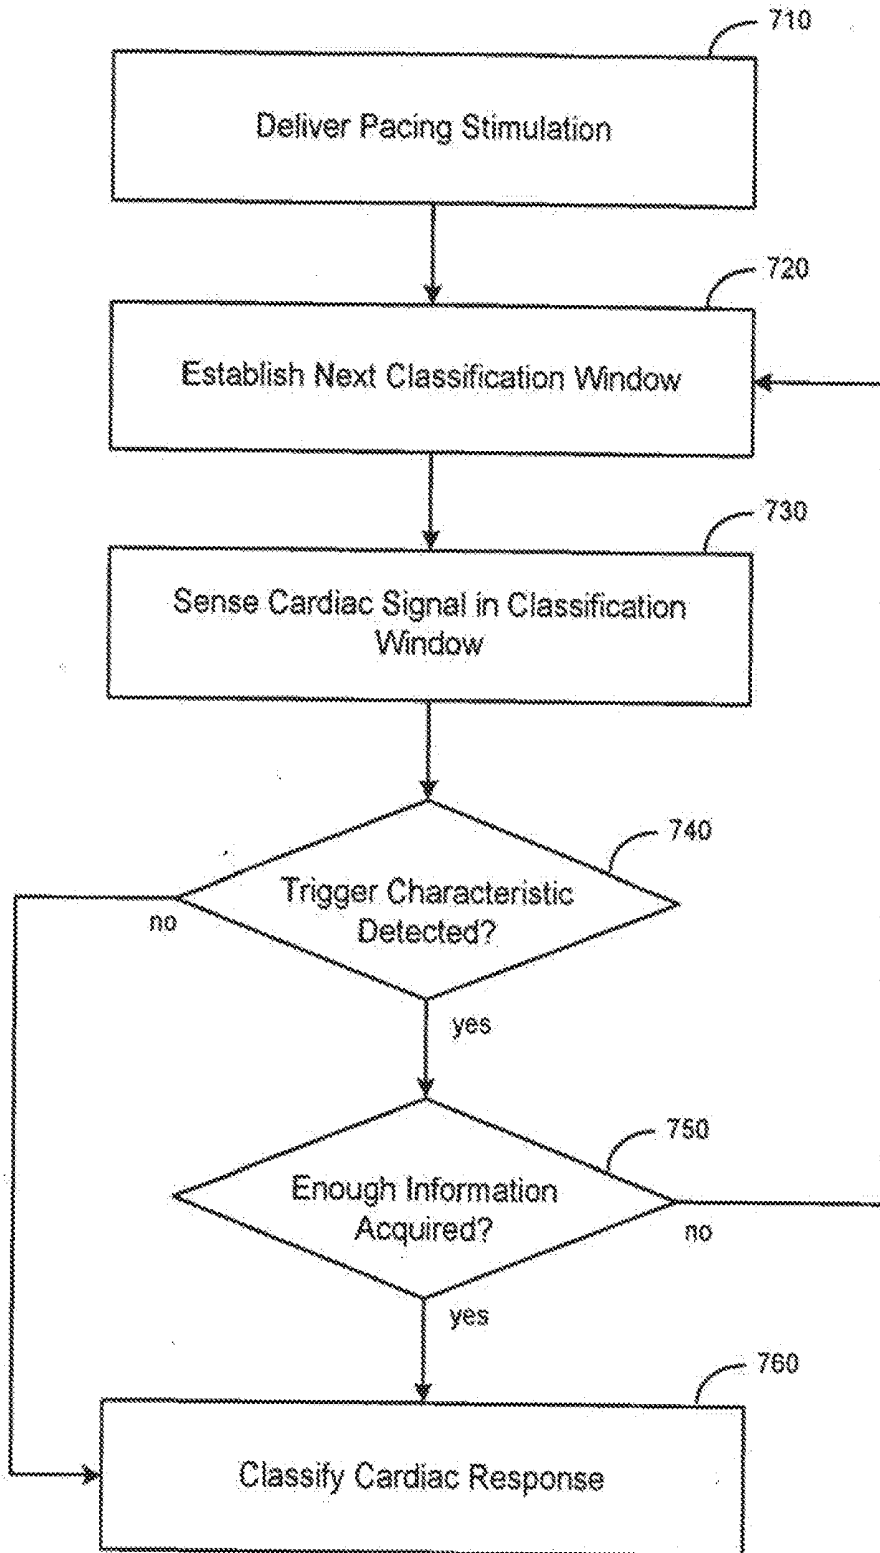 710
Deliver Pacing Stimulation
720
Establish Next Classification Window
730
Sense Cardiac Signal in Classification
Window
740
Trigger Characteristic
Detected?
no
yes
750
Enough Information
Acquired?
no
yes
760
Classify Cardiac Response